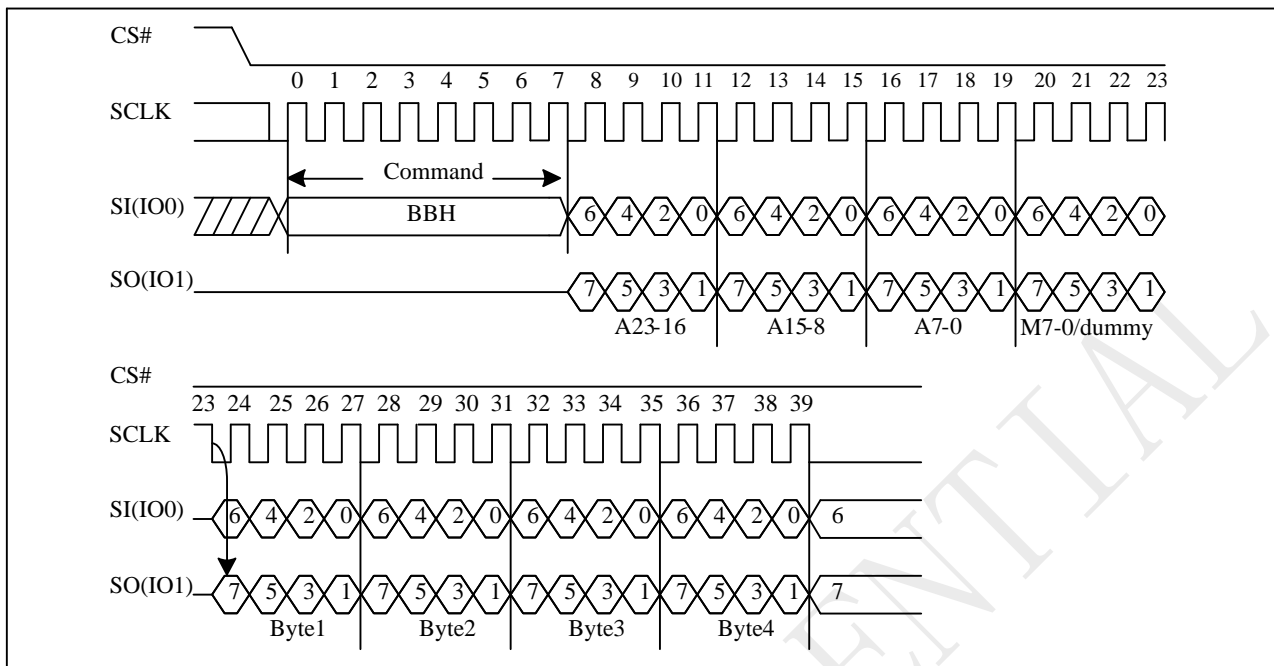 CS#
0 1 2 3 4 5 6 7 8 9 10 11 12 13 14 15 16 17 18 19 20 21 22 23
SCLK
Command
SI(IO0) BBH 6 4 2 0 6 4 2 0 6 4 2 0 6 4 2 0
SO(IO1) 7 5 3 1 7 5 3 1 7 5 3 1 7 5 3 1
A23-16 A15-8 A7-0 M7-0/dummy
CS#
23 24 25 26 27 28 29 30 31 32 33 34 35 36 37 38 39
SCLK
SI(IO0) 6 4 2 0 6 4 2 0 6 4 2 0 6 4 2 0 6
SO(IO1) 7 5 3 1 7 5 3 1 7 5 3 1 7 5 3 1 7
Byte1 Byte2 Byte3 Byte4
ENTIAL